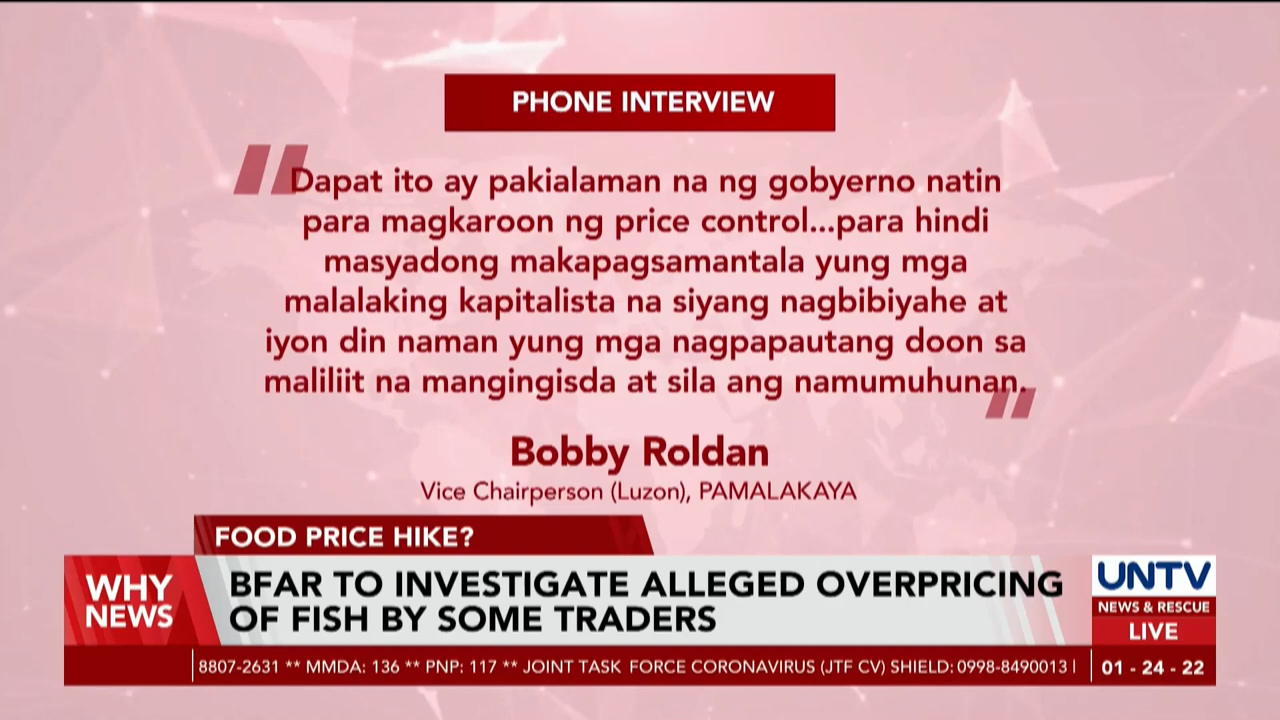 PHONE INTERVIEW
"Dapat ito ay pakialaman na ng gobyerno natin
para magkaroon ng price control...para hindi
masyadong makapagsamantala yung mga
malalaking kapitalista na siyang nagbibiyahe at
iyon din naman yung mga nagpapautang doon sa
maliliit na mangingisda at sila ang namumuhunan."
Bobby Roldan
Vice Chairperson (Luzon), PAMALAKAYA
FOOD PRICE HIKE?
WHY
NEWS
BFAR TO INVESTIGATE ALLEGED OVERPRICING
OF FISH BY SOME TRADERS
UNTV
NEWS & RESCUE
LIVE
8807-2631 ** MMDA: 136 ** PNP: 117 ** JOINT TASK FORCE CORONAVIRUS (JTF CV) SHIELD: 0998-8490013 |
01 - 24 - 22